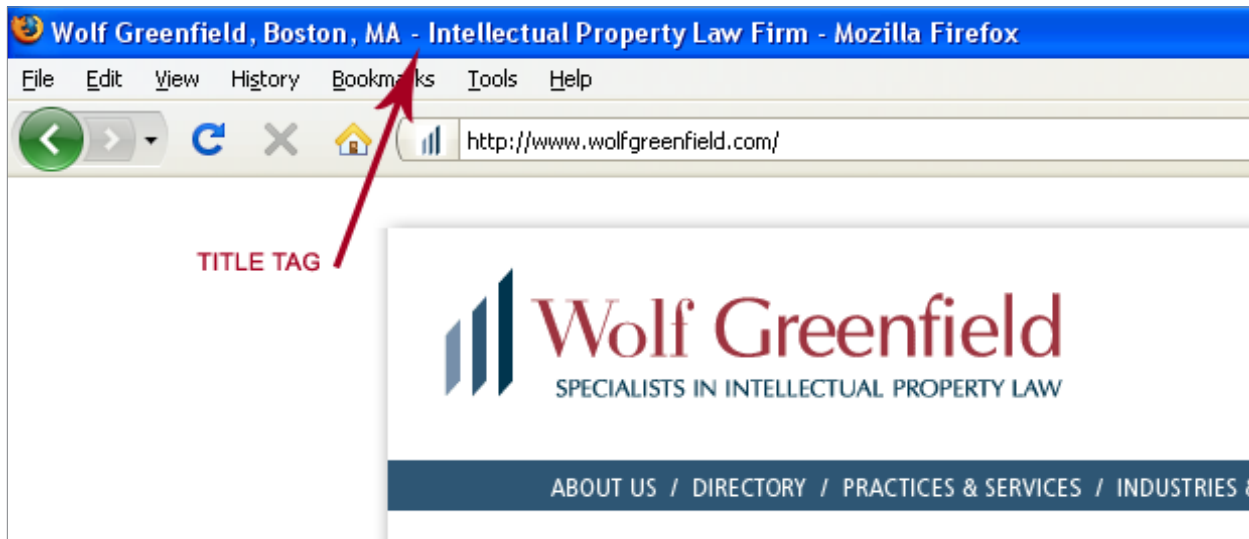 Wolf Greenfield, Boston, MA - Intellectual Property Law Firm - Mozilla Firefox
File Edit View History Bookmarks Tools Help
http://www.wolfgreenfield.com/
TITLE TAG
Wolf Greenfield
SPECIALISTS IN INTELLECTUAL PROPERTY LAW
ABOUT US / DIRECTORY / PRACTICES & SERVICES / INDUSTRIES &